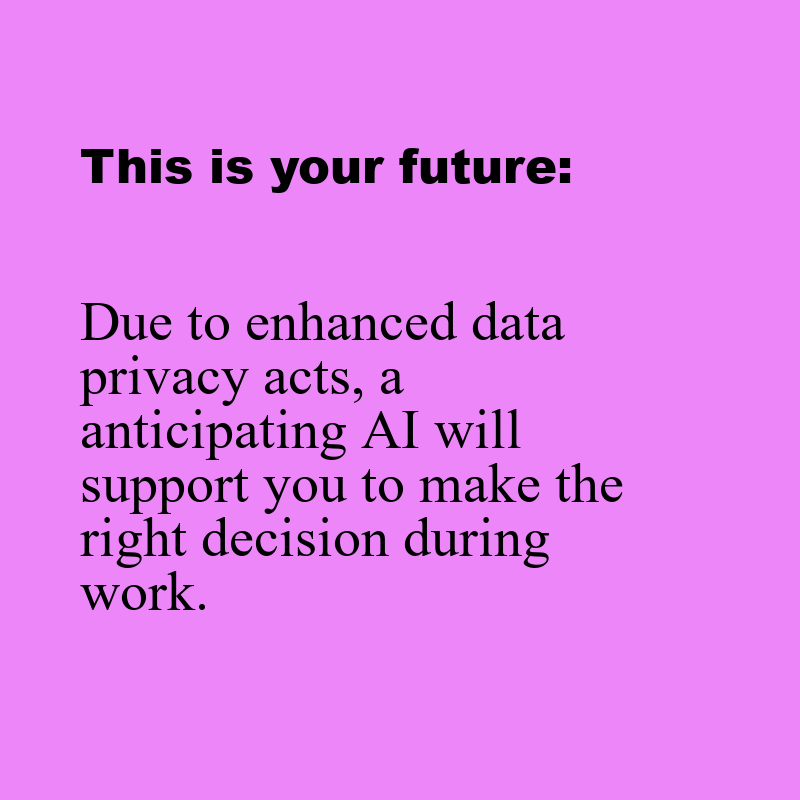 This is your future:
Due to enhanced data
privacy acts, a
anticipating AI will
support you to make the
right decision during
work.